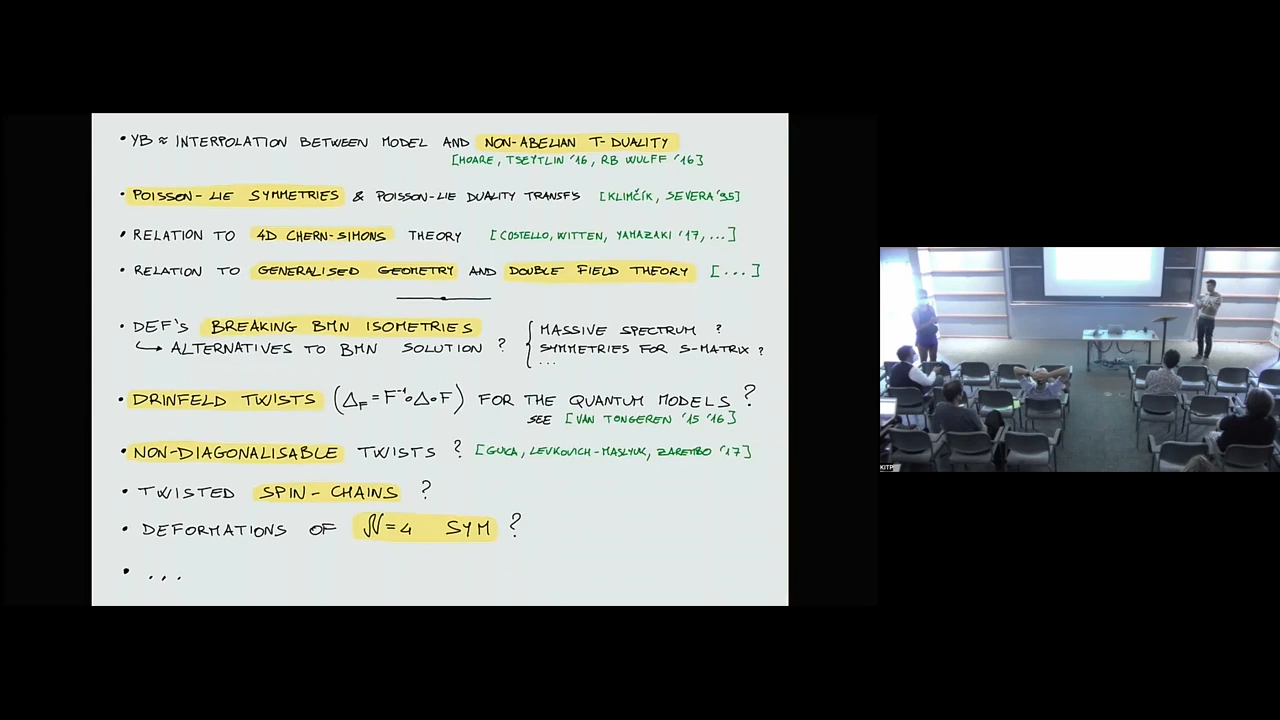 • YB ≈ INTERPOLATION BETWEEN MODEL AND NON-ABELIAN T-DUALITY
[HOARE, TSEYTLIN '16, RB WULFF '16]
• POISSON-LIE SYMMETRIES & POISSON-LIE DUALITY TRANSF'S [KLIMČÍK, SEVERA '95]
• RELATION TO 4D CHERN-SIMONS THEORY [COSTELLO, WITTEN, YAMAZAKI '17, ...]
• RELATION TO GENERALISED GEOMETRY AND DOUBLE FIELD THEORY [...]
• DEF'S BREAKING BMN ISOMETRIES
↳ ALTERNATIVES TO BMN SOLUTION ?
{ MASSIVE SPECTRUM ?
SYMMETRIES FOR S-MATRIX ?
...
• DRINFELD TWISTS (Δ_F = F⁻¹∘Δ∘F) FOR THE QUANTUM MODELS ?
SEE [VAN TONGEREN '15 '16]
• NON-DIAGONALISABLE TWISTS ? [GUICA, LEVKOVICH-MASLYUK, ZAREMBO '17]
• TWISTED SPIN-CHAINS ?
• DEFORMATIONS OF N=4 SYM ?
• ...
KITP